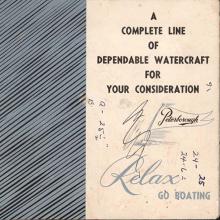 A
COMPLETE LINE
OF
DEPENDABLE WATERCRAFT
FOR
YOUR CONSIDERATION
Peterborough
Relax
GO BOATING